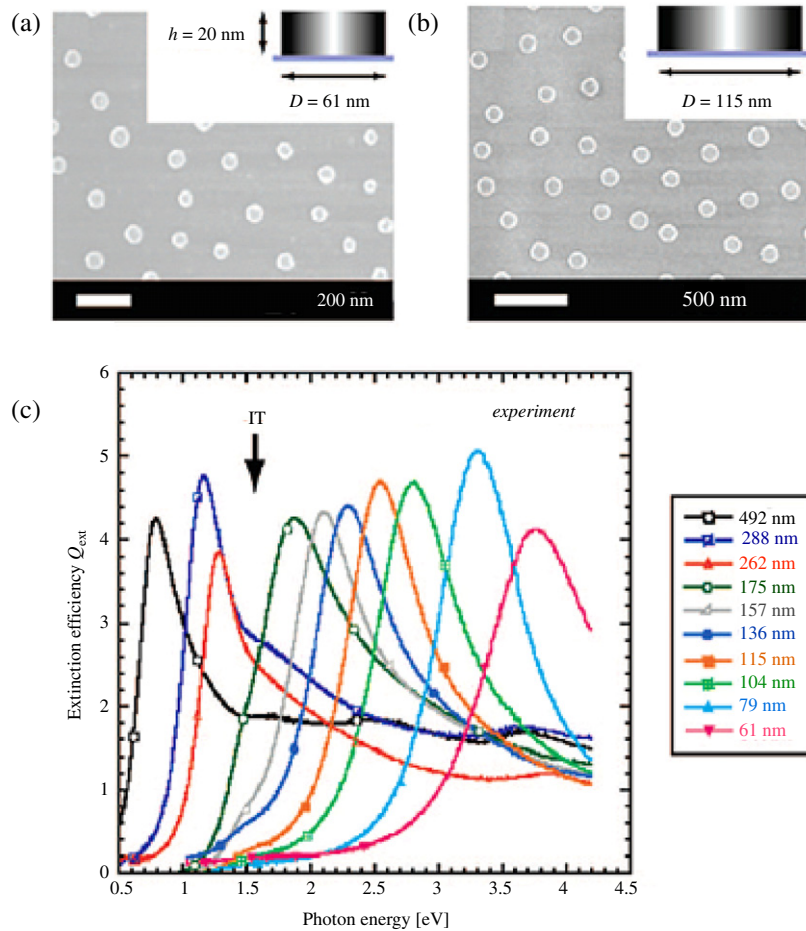 (a)
h = 20 nm
D = 61 nm
200 nm
(b)
D = 115 nm
500 nm
(c)
6
5
4
3
2
1
0
0.5 1 1.5 2 2.5 3 3.5 4 4.5
Extinction efficiency Qext
Photon energy [eV]
IT
experiment
492 nm
288 nm
262 nm
175 nm
157 nm
136 nm
115 nm
104 nm
79 nm
61 nm